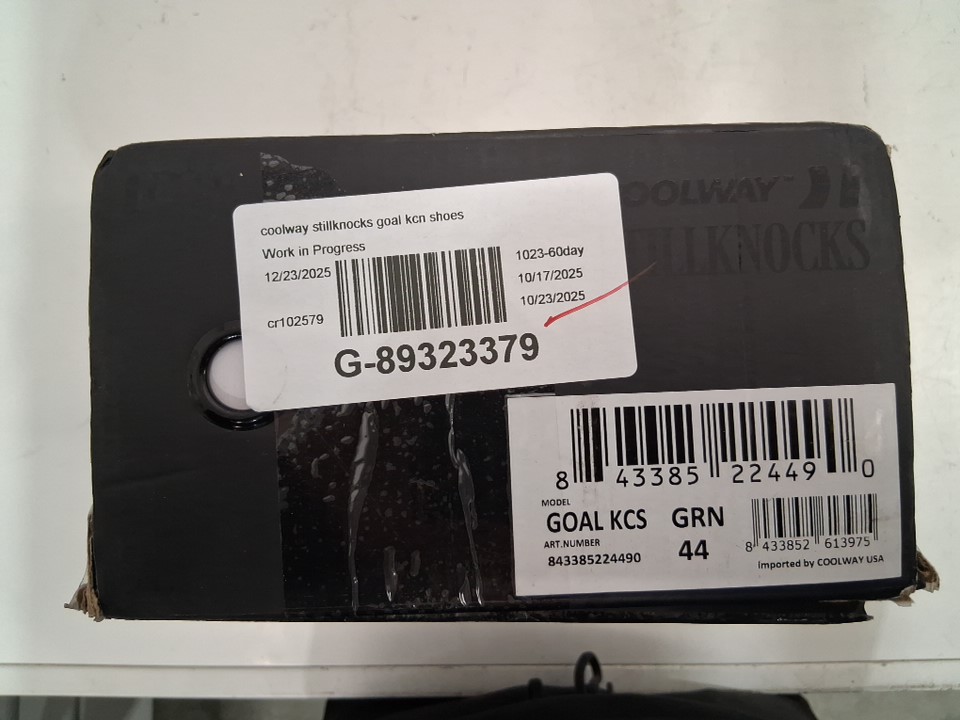 COOLWAY™
STILLKNOCKS
coolway stillknocks goal kcn shoes
Work in Progress
12/23/2025
1023-60day
10/17/2025
10/23/2025
cr102579
G-89323379
8 43385 22449 0
MODEL
GOAL KCS GRN
ART.NUMBER
843385224490
44
8 433852 613975
Imported by COOLWAY USA